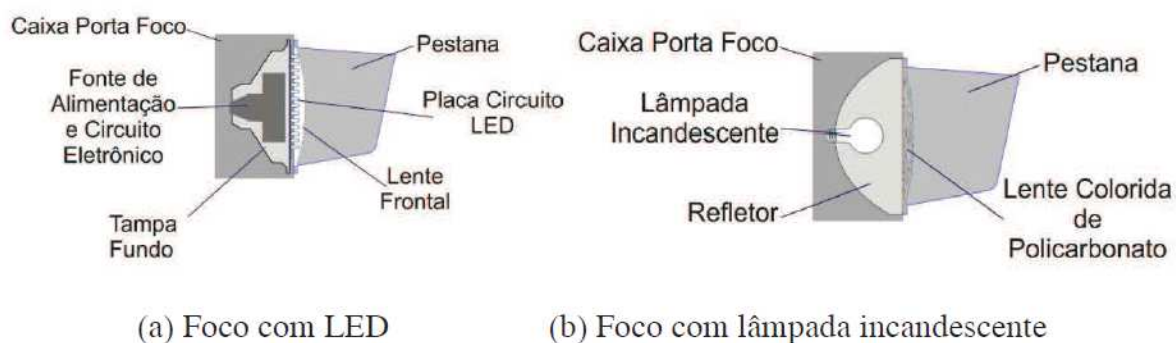 Caixa Porta Foco
Pestana
Fonte de
Alimentação
e Circuito
Eletrônico
Placa Circuito
LED
Lente
Frontal
Tampa
Fundo
(a) Foco com LED
Caixa Porta Foco
Pestana
Lâmpada
Incandescente
Refletor
Lente Colorida
de
Policarbonato
(b) Foco com lâmpada incandescente